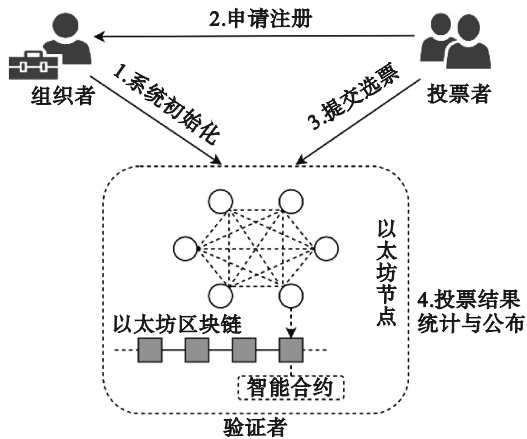 2.申请注册
组织者
投票者
1.系统初始化
3.提交选票
以太坊节点
4.投票结果
统计与公布
以太坊区块链
智能合约
验证者